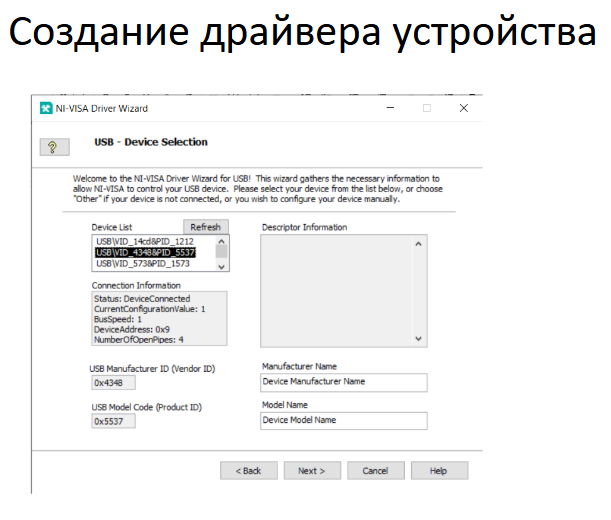 Создание драйвера устройства
NI-VISA Driver Wizard
USB - Device Selection
Welcome to the NI-VISA Driver Wizard for USB! This wizard gathers the necessary information to
allow NI-VISA to control your USB device. Please select your device from the list below, or choose
"Other" if your device is not connected, or you wish to configure your device manually.
Device List
Refresh
USB\VID_14cd&PID_1212
USB\VID_4348&PID_5537
USB\VID_573&PID_1573
Descriptor Information
Connection Information
Status: DeviceConnected
CurrentConfigurationValue: 1
BusSpeed: 1
DeviceAddress: 0x9
NumberOfOpenPipes: 4
USB Manufacturer ID (Vendor ID)
0x4348
Manufacturer Name
Device Manufacturer Name
USB Model Code (Product ID)
0x5537
Model Name
Device Model Name
< Back
Next >
Cancel
Help